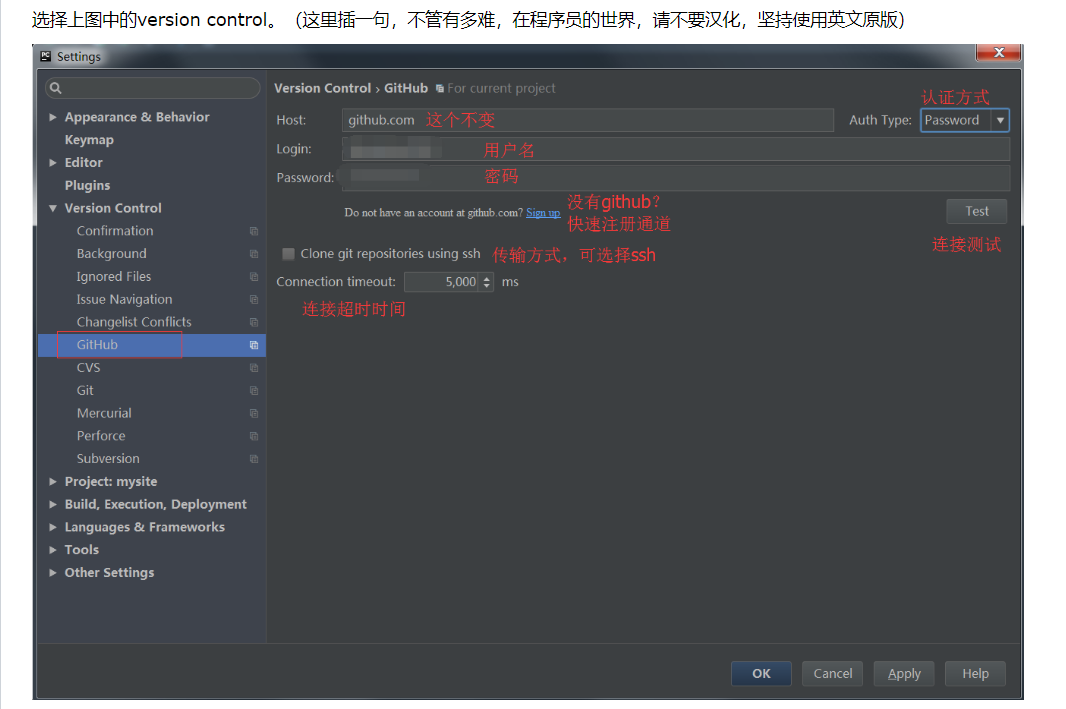 选择上图中的version control。（这里插一句，不管有多难，在程序员的世界，请不要汉化，坚持使用英文原版）
PC Settings
Version Control › GitHub For current project
认证方式
Host: github.com 这个不变 Auth Type: Password
Login: 用户名
Password: 密码
Do not have an account at github.com? Sign up 没有github？
快速注册通道
Test
连接测试
Clone git repositories using ssh 传输方式，可选择ssh
Connection timeout: 5,000 ms
连接超时时间
Appearance & Behavior
Keymap
Editor
Plugins
Version Control
Confirmation
Background
Ignored Files
Issue Navigation
Changelist Conflicts
GitHub
CVS
Git
Mercurial
Perforce
Subversion
Project: mysite
Build, Execution, Deployment
Languages & Frameworks
Tools
Other Settings
OK Cancel Apply Help